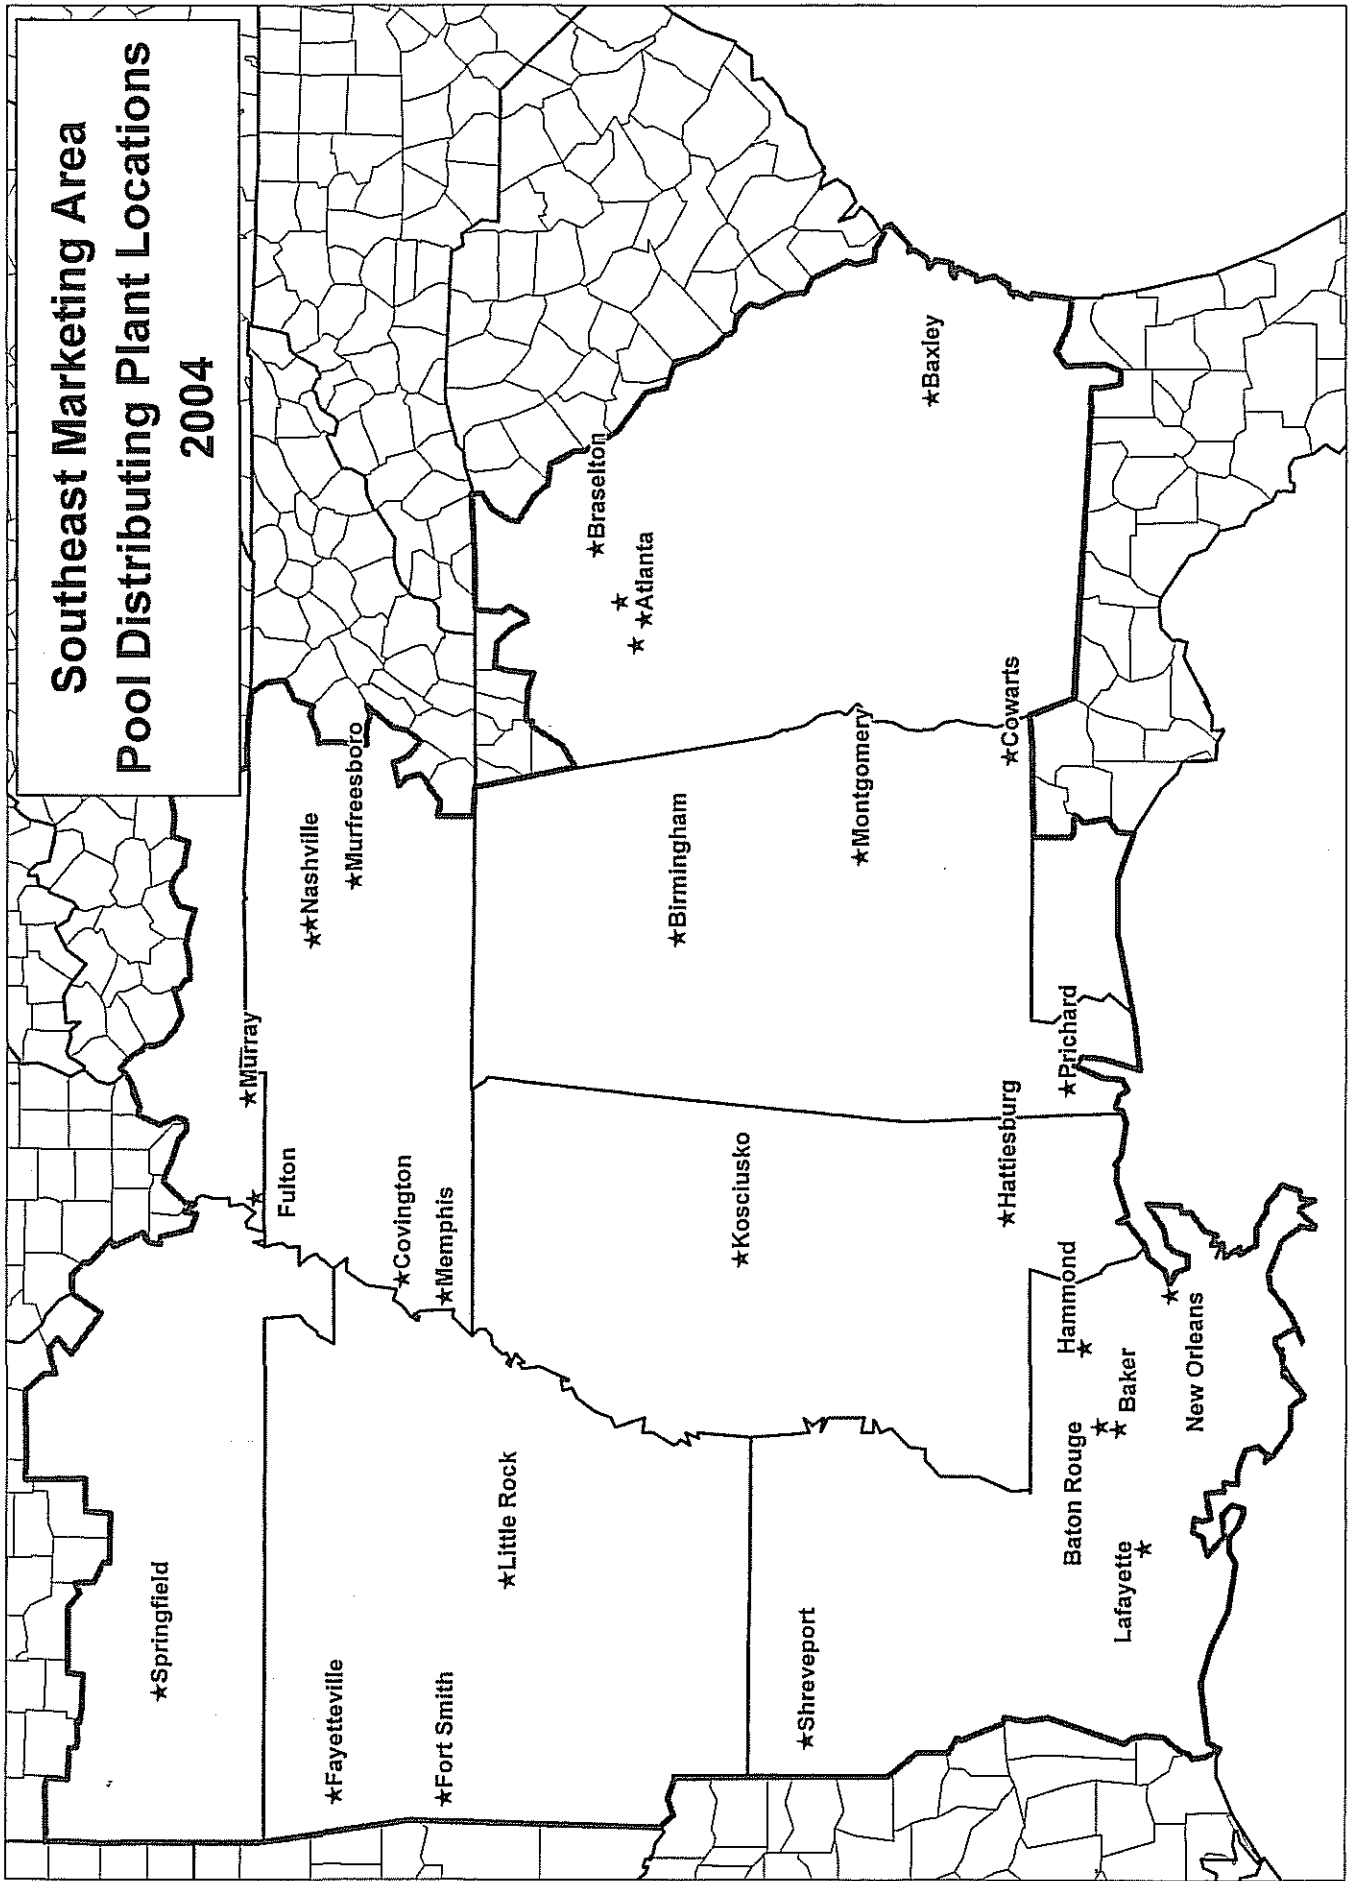 Southeast Marketing Area
Pool Distributing Plant Locations
2004
Springfield
Murray
Fulton
Nashville
Murfreesboro
Fayetteville
Covington
Fort Smith
Memphis
Little Rock
Braselton
Atlanta
Birmingham
Kosciusko
Shreveport
Montgomery
Baxley
Hattiesburg
Cowarts
Hammond
Prichard
Baton Rouge
Baker
Lafayette
New Orleans